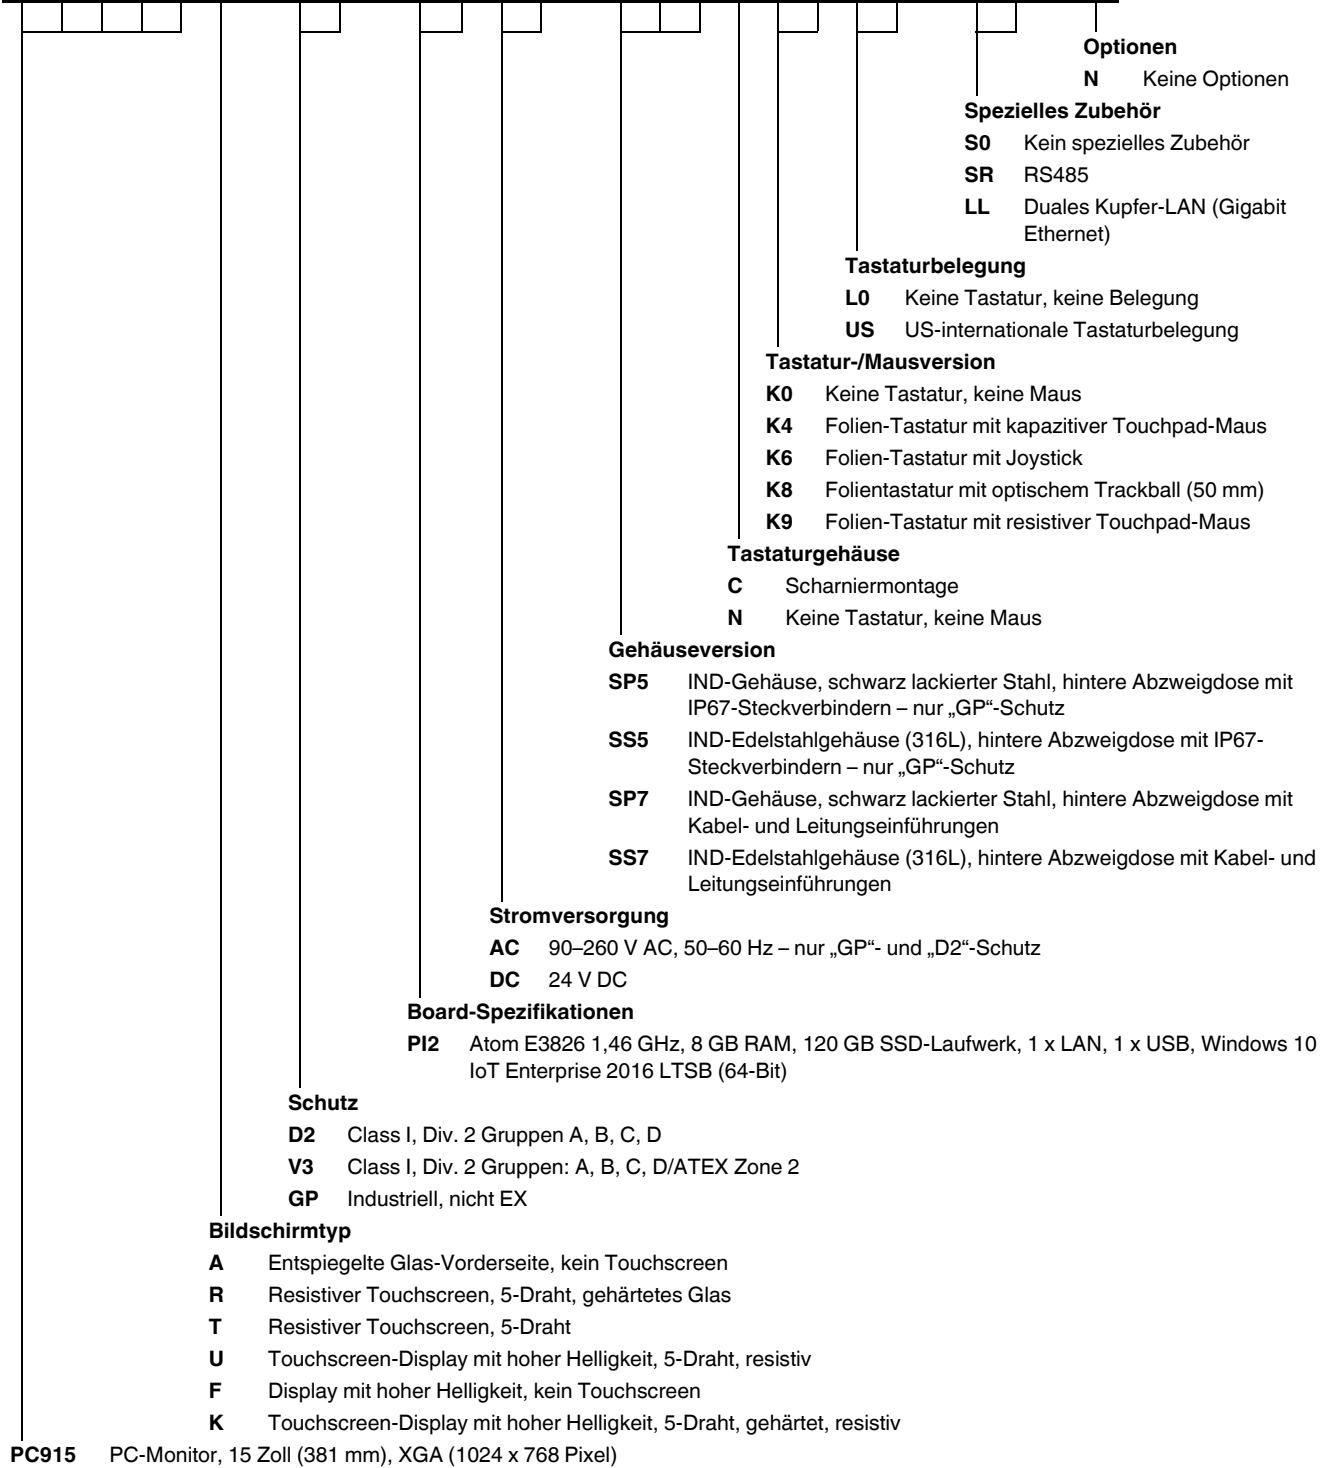 Optionen
N Keine Optionen
Spezielles Zubehör
S0 Kein spezielles Zubehör
SR RS485
LL Duales Kupfer-LAN (Gigabit
Ethernet)
Tastaturbelegung
L0 Keine Tastatur, keine Belegung
US US-internationale Tastaturbelegung
Tastatur-/Mausversion
K0 Keine Tastatur, keine Maus
K4 Folien-Tastatur mit kapazitiver Touchpad-Maus
K6 Folien-Tastatur mit Joystick
K8 Folientastatur mit optischem Trackball (50 mm)
K9 Folien-Tastatur mit resistiver Touchpad-Maus
Tastaturgehäuse
C Scharniermontage
N Keine Tastatur, keine Maus
Gehäuseversion
SP5 IND-Gehäuse, schwarz lackierter Stahl, hintere Abzweigdose mit
IP67-Steckverbindern – nur „GP“-Schutz
SS5 IND-Edelstahlgehäuse (316L), hintere Abzweigdose mit IP67-
Steckverbindern – nur „GP“-Schutz
SP7 IND-Gehäuse, schwarz lackierter Stahl, hintere Abzweigdose mit
Kabel- und Leitungseinführungen
SS7 IND-Edelstahlgehäuse (316L), hintere Abzweigdose mit Kabel- und
Leitungseinführungen
Stromversorgung
AC 90–260 V AC, 50–60 Hz – nur „GP“- und „D2“-Schutz
DC 24 V DC
Board-Spezifikationen
PI2 Atom E3826 1,46 GHz, 8 GB RAM, 120 GB SSD-Laufwerk, 1 x LAN, 1 x USB, Windows 10
IoT Enterprise 2016 LTSB (64-Bit)
Schutz
D2 Class I, Div. 2 Gruppen A, B, C, D
V3 Class I, Div. 2 Gruppen: A, B, C, D/ATEX Zone 2
GP Industriell, nicht EX
Bildschirmtyp
A Entspiegelte Glas-Vorderseite, kein Touchscreen
R Resistiver Touchscreen, 5-Draht, gehärtetes Glas
T Resistiver Touchscreen, 5-Draht
U Touchscreen-Display mit hoher Helligkeit, 5-Draht, resistiv
F Display mit hoher Helligkeit, kein Touchscreen
K Touchscreen-Display mit hoher Helligkeit, 5-Draht, gehärtet, resistiv
PC915 PC-Monitor, 15 Zoll (381 mm), XGA (1024 x 768 Pixel)